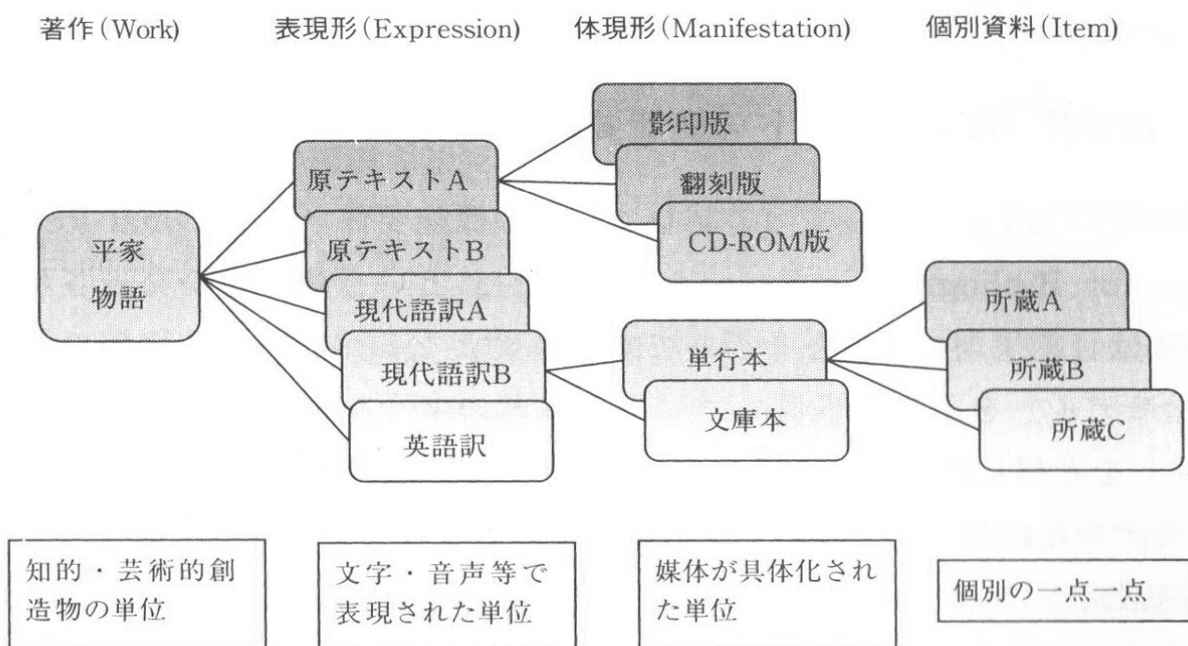 著作(Work)
表現形(Expression)
体現形(Manifestation)
個別資料(Item)
平家
物語
原テキストA
原テキストB
現代語訳A
現代語訳B
英語訳
影印版
翻刻版
CD-ROM版
単行本
文庫本
所蔵A
所蔵B
所蔵C
知的・芸術的創
造物の単位
文字・音声等で
表現された単位
媒体が具体化され
た単位
個別の一点一点